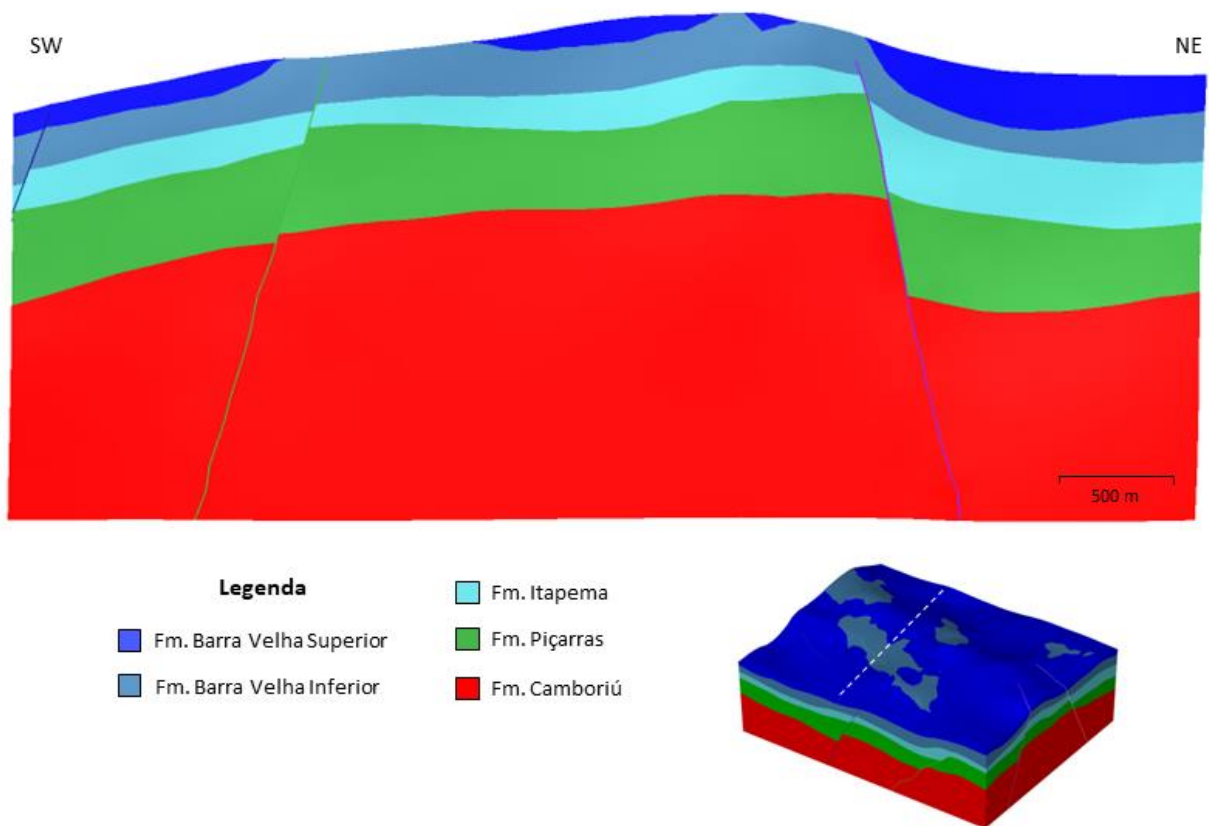 SW
NE
500 m
Legenda
Fm. Barra Velha Superior
Fm. Barra Velha Inferior
Fm. Itapema
Fm. Piçarras
Fm. Camboriú